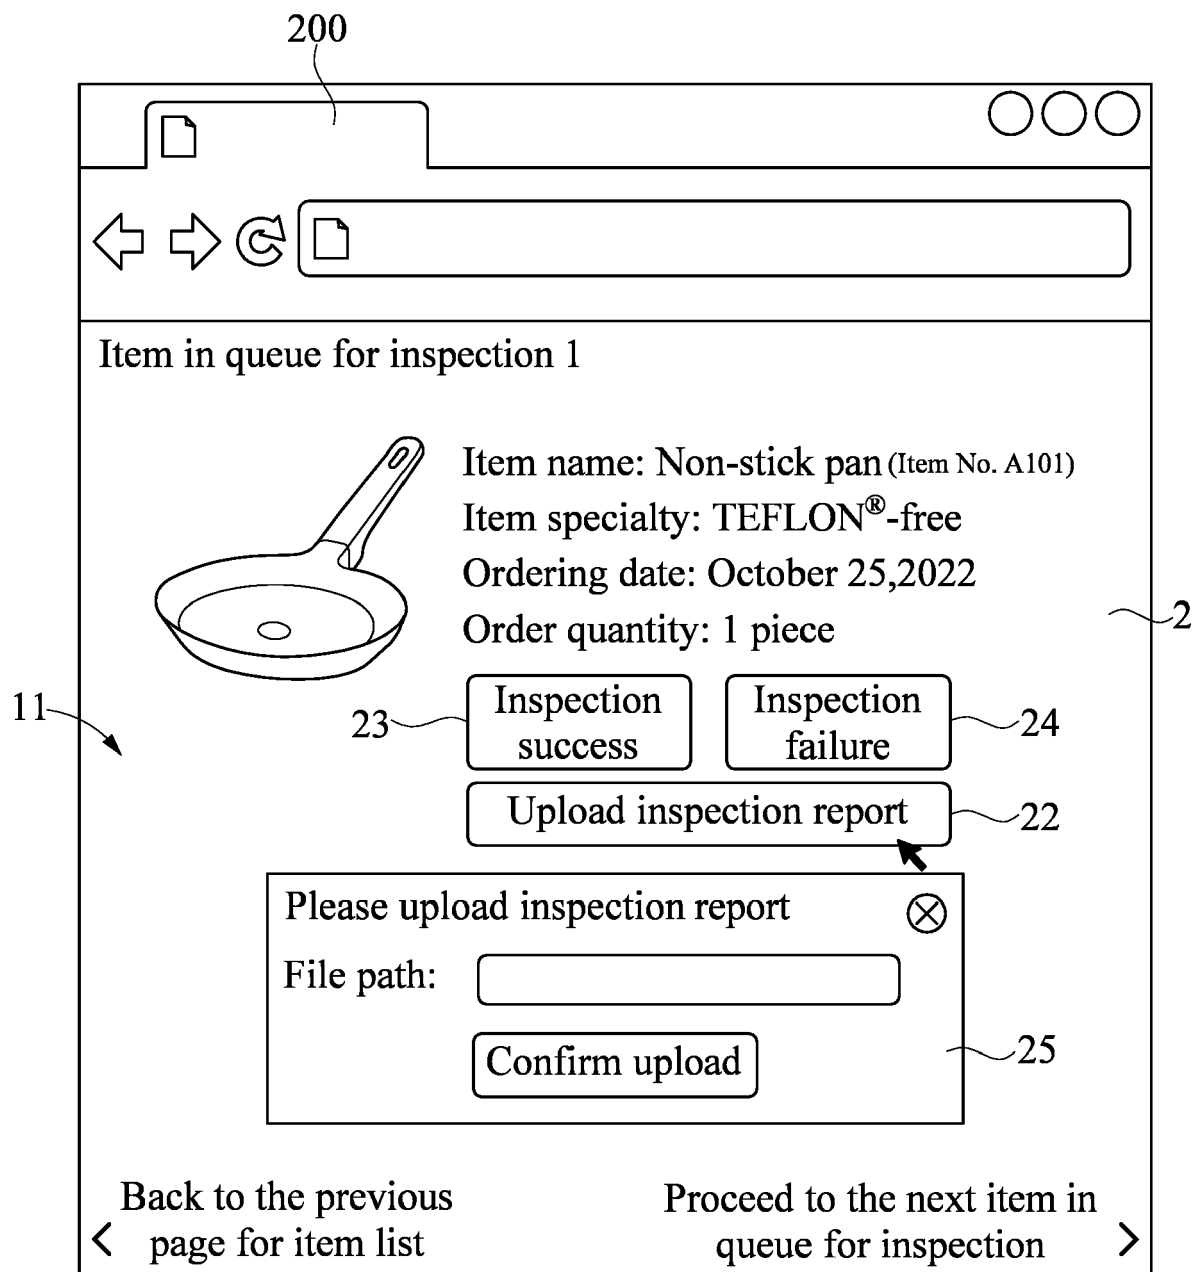 200
Item in queue for inspection 1
Item name: Non-stick pan (Item No. A101)
Item specialty: TEFLON®-free
Ordering date: October 25,2022
2
Order quantity: 1 piece
11
23
Inspection
success
Inspection
failure
24
Upload inspection report
22
Please upload inspection report
File path:
Confirm upload
25
Back to the previous
page for item list
Proceed to the next item in
queue for inspection